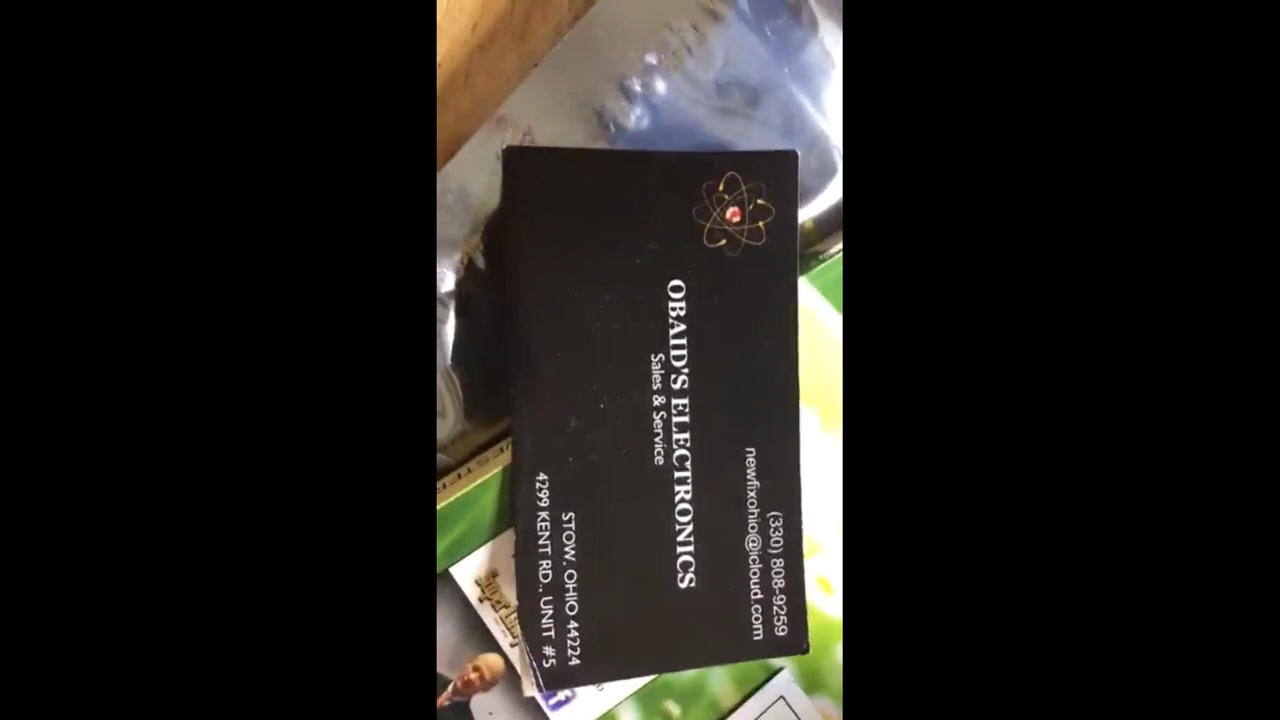 (330) 808-9259
newfixohio@icloud.com
OBAID'S ELECTRONICS
Sales & Service
STOW, OHIO 44224
4299 KENT RD., UNIT #5